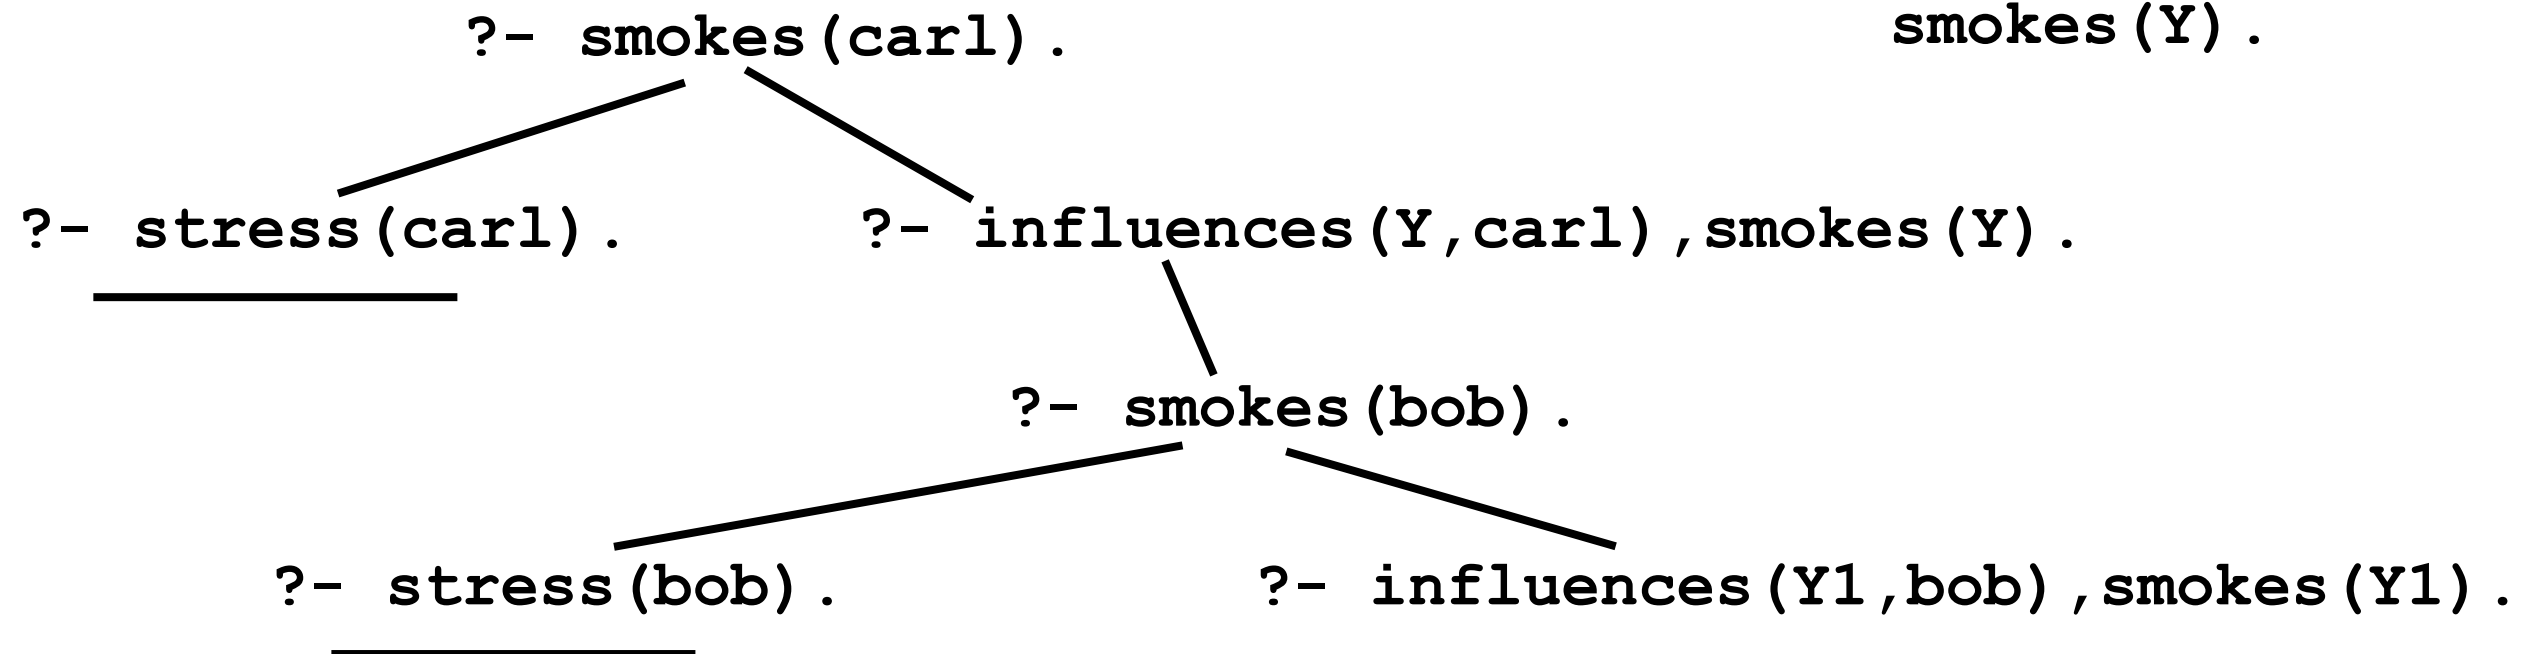 ?- smokes(carl).
smokes(Y).
?- stress(carl).
?- influences(Y,carl),smokes(Y).
?- smokes(bob).
?- stress(bob).
?- influences(Y1,bob),smokes(Y1).